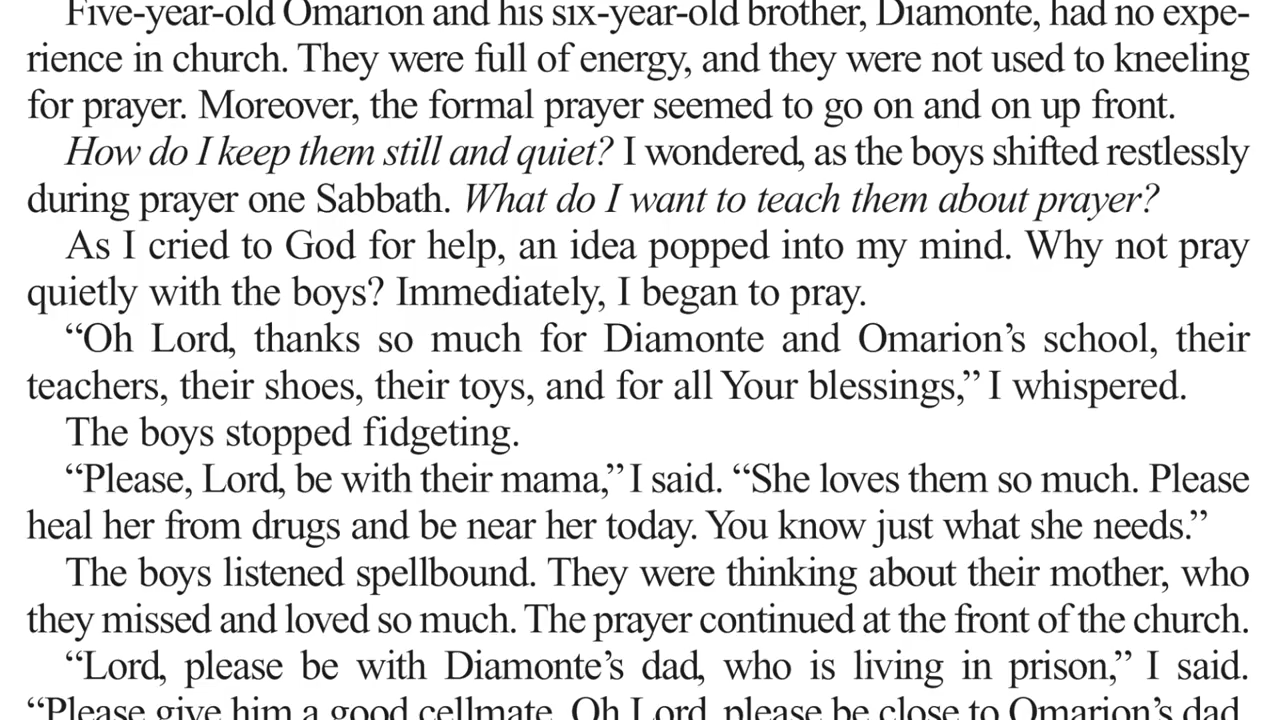 Five-year-old Omarion and his six-year-old brother, Diamonte, had no expe-
rience in church. They were full of energy, and they were not used to kneeling
for prayer. Moreover, the formal prayer seemed to go on and on up front.
How do I keep them still and quiet? I wondered, as the boys shifted restlessly
during prayer one Sabbath. What do I want to teach them about prayer?
As I cried to God for help, an idea popped into my mind. Why not pray
quietly with the boys? Immediately, I began to pray.
“Oh Lord, thanks so much for Diamonte and Omarion’s school, their
teachers, their shoes, their toys, and for all Your blessings,” I whispered.
The boys stopped fidgeting.
“Please, Lord, be with their mama,” I said. “She loves them so much. Please
heal her from drugs and be near her today. You know just what she needs.”
The boys listened spellbound. They were thinking about their mother, who
they missed and loved so much. The prayer continued at the front of the church.
“Lord, please be with Diamonte’s dad, who is living in prison,” I said.
“Please give him a good cellmate. Oh Lord, please be close to Omarion’s dad,